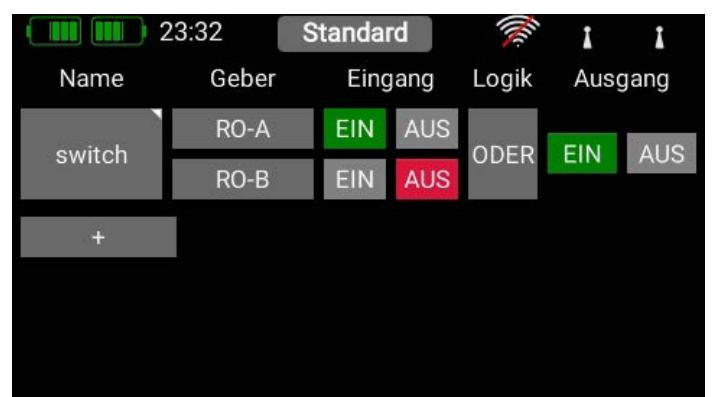 23:32 Standard
Name Geber Eingang Logik Ausgang
switch RO-A EIN AUS ODER EIN AUS
RO-B EIN AUS
+